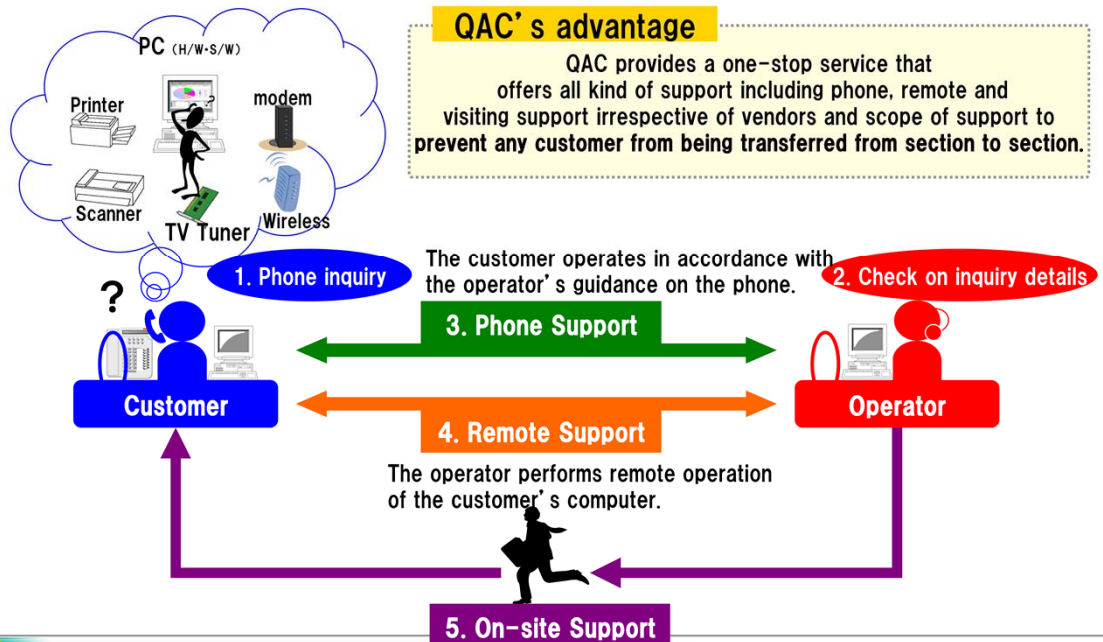 PC (H/W・S/W)
Printer
modem
Scanner
TV Tuner
Wireless
QAC's advantage
QAC provides a one-stop service that
offers all kind of support including phone, remote and
visiting support irrespective of vendors and scope of support to
prevent any customer from being transferred from section to section.
1. Phone inquiry
The customer operates in accordance with
the operator's guidance on the phone.
2. Check on inquiry details
?
3. Phone Support
Customer
Operator
4. Remote Support
The operator performs remote operation
of the customer's computer.
5. On-site Support